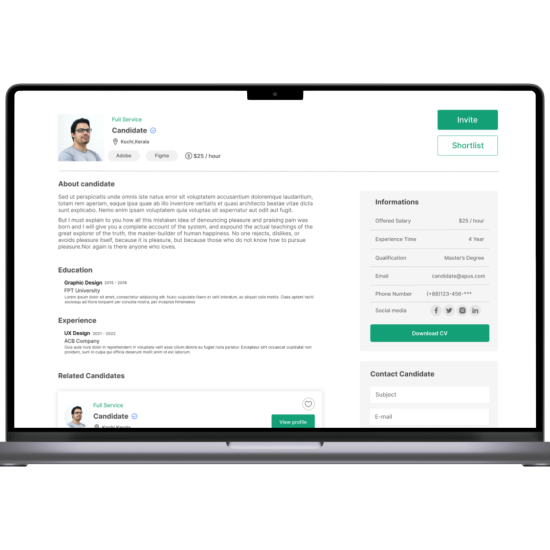 Full Service
Candidate
Kochi,Kerala
Adobe
Figma
$25 / hour
Invite
Shortlist
About candidate
Sed ut perspiciatis unde omnis iste natus error sit voluptatem accusantium doloremque laudantium,
totam rem aperiam, eaque ipsa quae ab illo inventore veritatis et quasi architecto beatae vitae dicta
sunt explicabo. Nemo enim ipsam voluptatem quia voluptas sit aspernatur aut odit aut fugit.
But I must explain to you how all this mistaken idea of denouncing pleasure and praising pain was
born and I will give you a complete account of the system, and expound the actual teachings of the
great explorer of the truth, the master-builder of human happiness. No one rejects, dislikes, or
avoids pleasure itself, because it is pleasure, but because those who do not know how to pursue
pleasure.Nor again is there anyone who loves.
Education
Graphic Design 2015 - 2018
FPT University
Lorem ipsum dolor sit amet, consectetur adipiscing elit. Nunc vulputate libero et velit interdum, ac aliquet odio mattis. Class aptent taciti
sociosqu ad litora torquent per conubia nostra, per inceptos himenaeos
Experience
UX Design 2021 - 2022
ACB Company
Duis aute irure dolor in reprehenderit in voluptate velit esse cillum dolore eu fugiat nulla pariatur. Excepteur sint occaecat cupidatat non
proident, sunt in culpa qui officia deserunt mollit anim id est laborum.
Related Candidates
Full Service
Candidate
Kochi,Kerala
View profile
Informations
Offered Salary $25 / hour
Experience Time 4 Year
Qualification Master's Degree
Email candidate@apus.com
Phone Number (+88)123-456-***
Social media
Download CV
Contact Candidate
Subject
E-mail